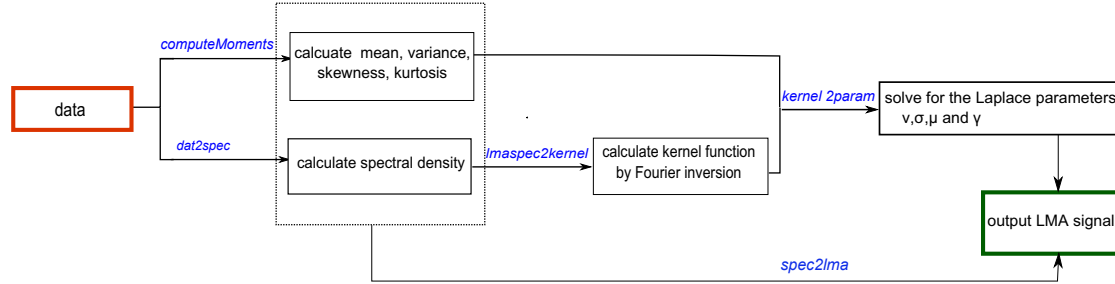 computeMoments
calcuate mean, variance,
skewness, kurtosis
data
kernel 2param
solve for the Laplace parameters
ν,σ,μ and γ
dat2spec
calculate spectral density
lmaspec2kernel
calculate kernel function
by Fourier inversion
output LMA signal
spec2lma